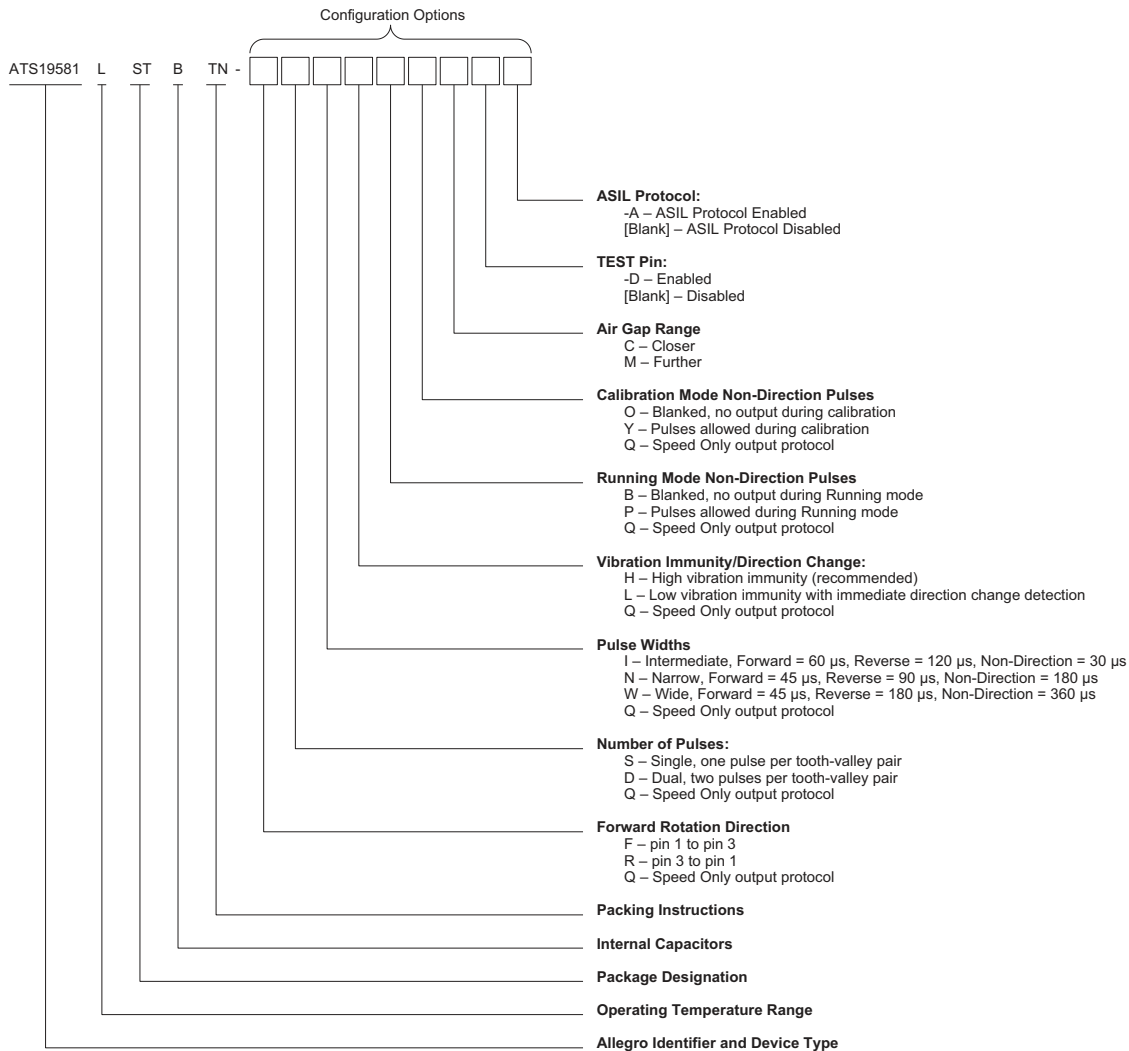 Configuration Options
ATS19581 L ST B TN -
ASIL Protocol:
-A – ASIL Protocol Enabled
[Blank] – ASIL Protocol Disabled
TEST Pin:
-D – Enabled
[Blank] – Disabled
Air Gap Range
C – Closer
M – Further
Calibration Mode Non-Direction Pulses
O – Blanked, no output during calibration
Y – Pulses allowed during calibration
Q – Speed Only output protocol
Running Mode Non-Direction Pulses
B – Blanked, no output during Running mode
P – Pulses allowed during Running mode
Q – Speed Only output protocol
Vibration Immunity/Direction Change:
H – High vibration immunity (recommended)
L – Low vibration immunity with immediate direction change detection
Q – Speed Only output protocol
Pulse Widths
I – Intermediate, Forward = 60 µs, Reverse = 120 µs, Non-Direction = 30 µs
N – Narrow, Forward = 45 µs, Reverse = 90 µs, Non-Direction = 180 µs
W – Wide, Forward = 45 µs, Reverse = 180 µs, Non-Direction = 360 µs
Q – Speed Only output protocol
Number of Pulses:
S – Single, one pulse per tooth-valley pair
D – Dual, two pulses per tooth-valley pair
Q – Speed Only output protocol
Forward Rotation Direction
F – pin 1 to pin 3
R – pin 3 to pin 1
Q – Speed Only output protocol
Packing Instructions
Internal Capacitors
Package Designation
Operating Temperature Range
Allegro Identifier and Device Type